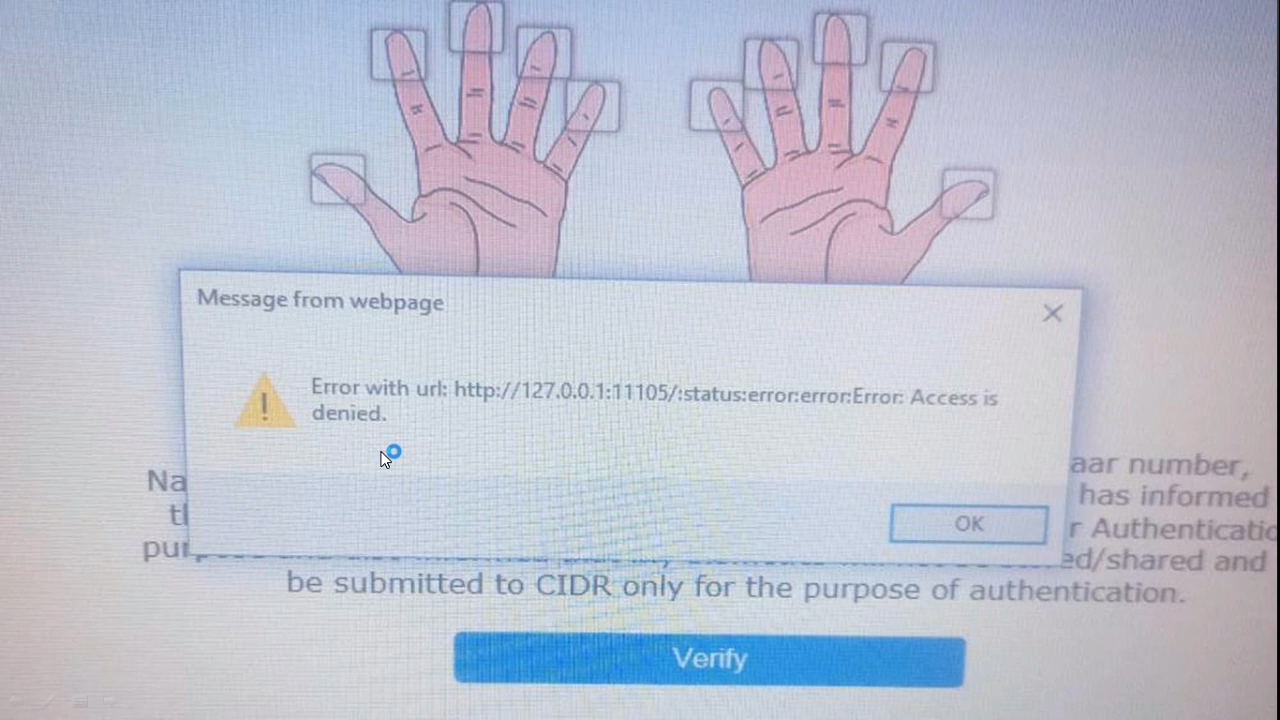 Message from webpage
Error with url: http://127.0.0.1:11105/:status:error:error:Error: Access is
denied.
OK
Na
aar number,
has informed
r Authenticatio
ed/shared and
be submitted to CIDR only for the purpose of authentication.
Verify